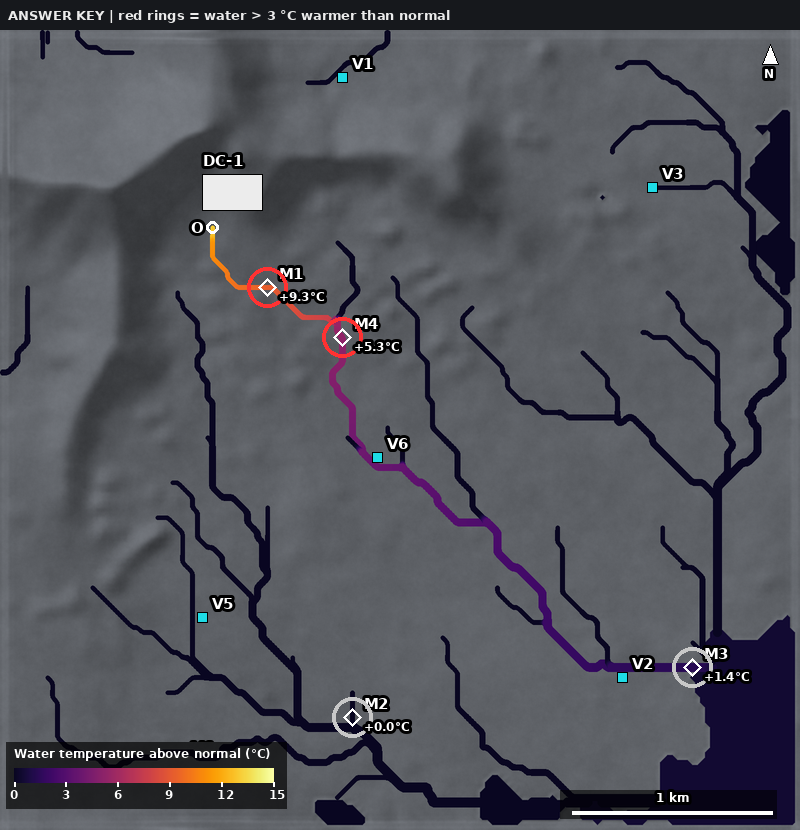 ANSWER KEY | red rings = water > 3 °C warmer than normal
V1
N
DC-1
V3
O
M1
+9.3°C
M4
+5.3°C
V6
V5
M3
V2
+1.4°C
M2
+0.0°C
Water temperature above normal (°C)
0 3 6 9 12 15
1 km